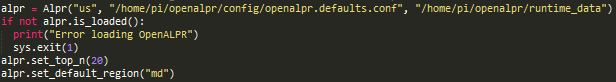 alpr = Alpr("us", "/home/pi/openalpr/config/openalpr.defaults.conf", "/home/pi/openalpr/runtime_data")
if not alpr.is_loaded():
  print("Error loading OpenALPR")
  sys.exit(1)
alpr.set_top_n(20)
alpr.set_default_region("md")